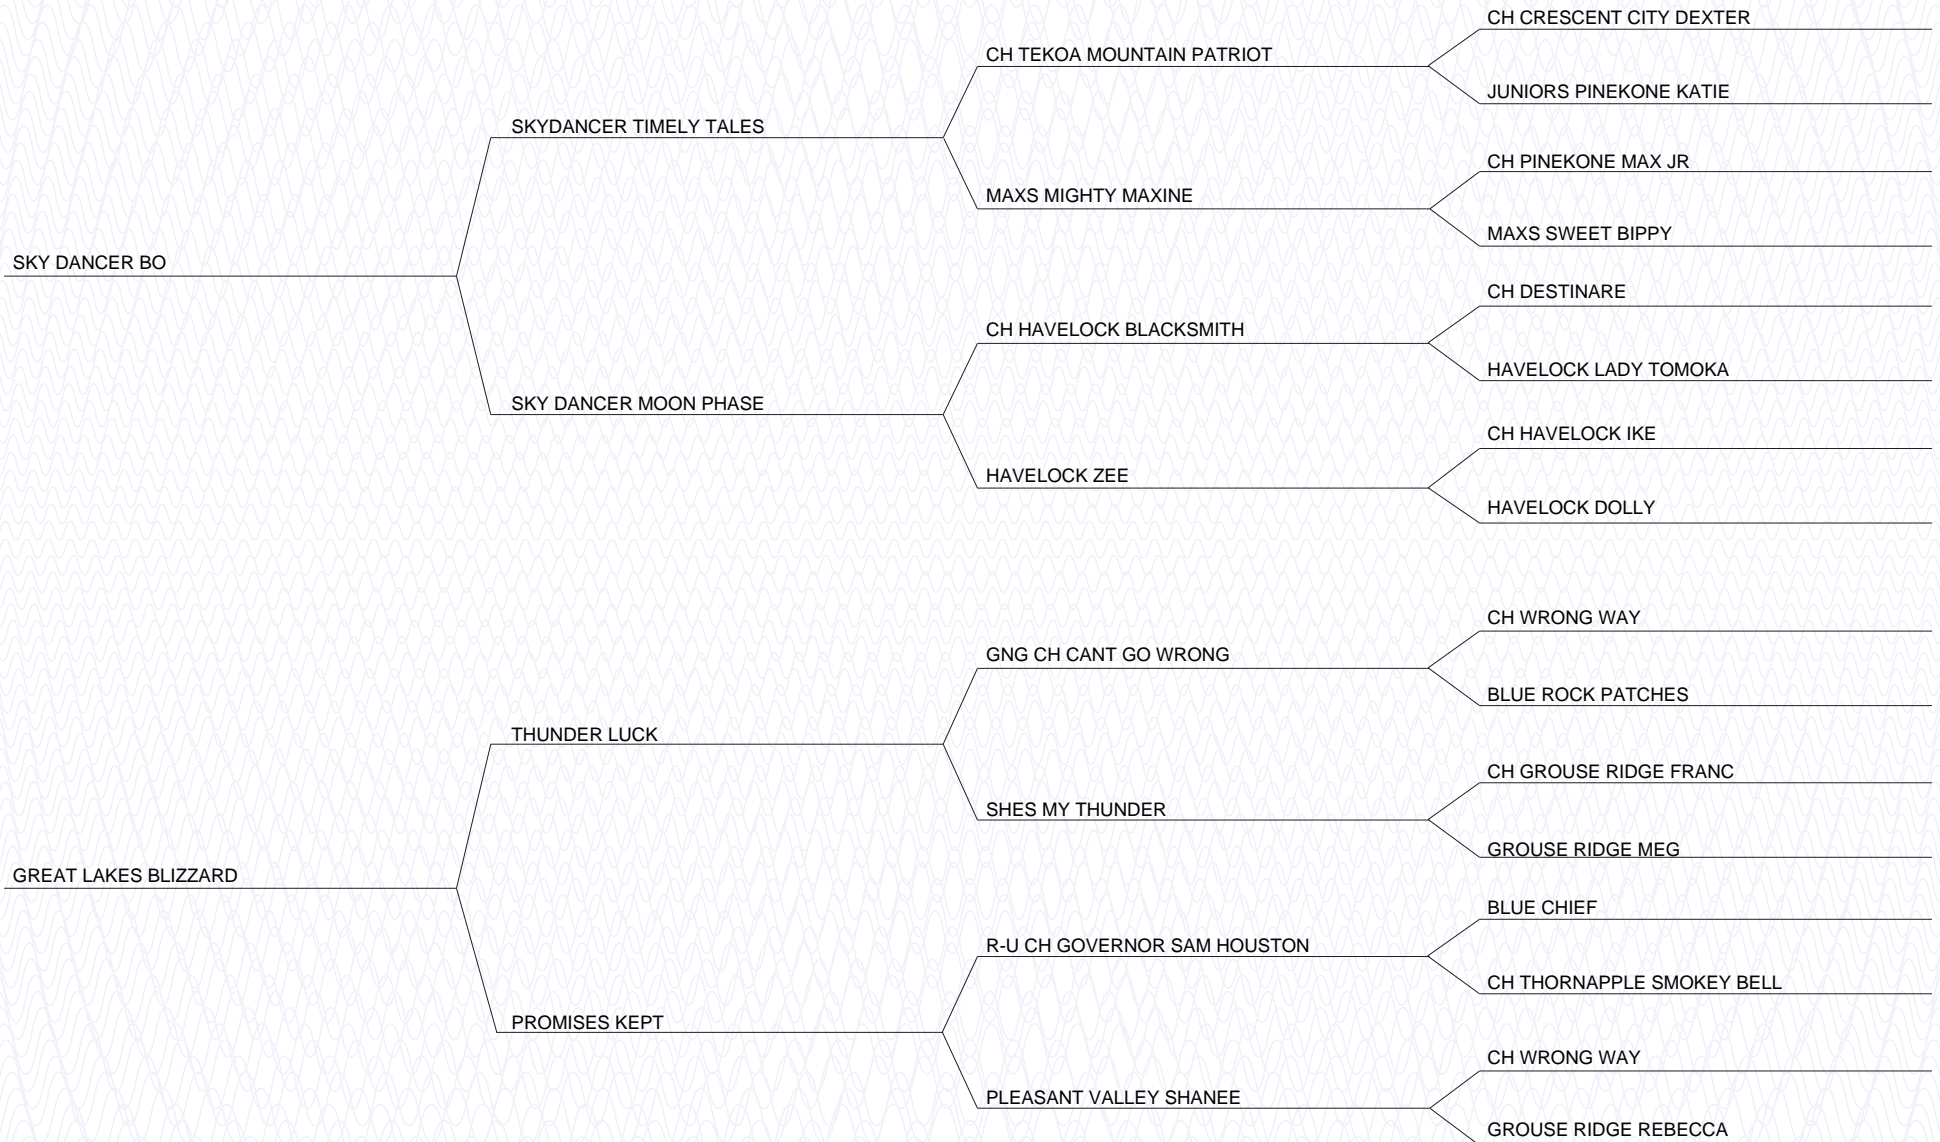 CH CRESCENT CITY DEXTER
CH TEKOA MOUNTAIN PATRIOT
JUNIORS PINEKONE KATIE
SKYDANCER TIMELY TALES
CH PINEKONE MAX JR
MAXS MIGHTY MAXINE
MAXS SWEET BIPPY
SKY DANCER BO
CH DESTINARE
CH HAVELOCK BLACKSMITH
HAVELOCK LADY TOMOKA
SKY DANCER MOON PHASE
CH HAVELOCK IKE
HAVELOCK ZEE
HAVELOCK DOLLY
CH WRONG WAY
GNG CH CANT GO WRONG
BLUE ROCK PATCHES
THUNDER LUCK
CH GROUSE RIDGE FRANC
SHES MY THUNDER
GROUSE RIDGE MEG
GREAT LAKES BLIZZARD
BLUE CHIEF
R-U CH GOVERNOR SAM HOUSTON
CH THORNAPPLE SMOKEY BELL
PROMISES KEPT
CH WRONG WAY
PLEASANT VALLEY SHANEE
GROUSE RIDGE REBECCA